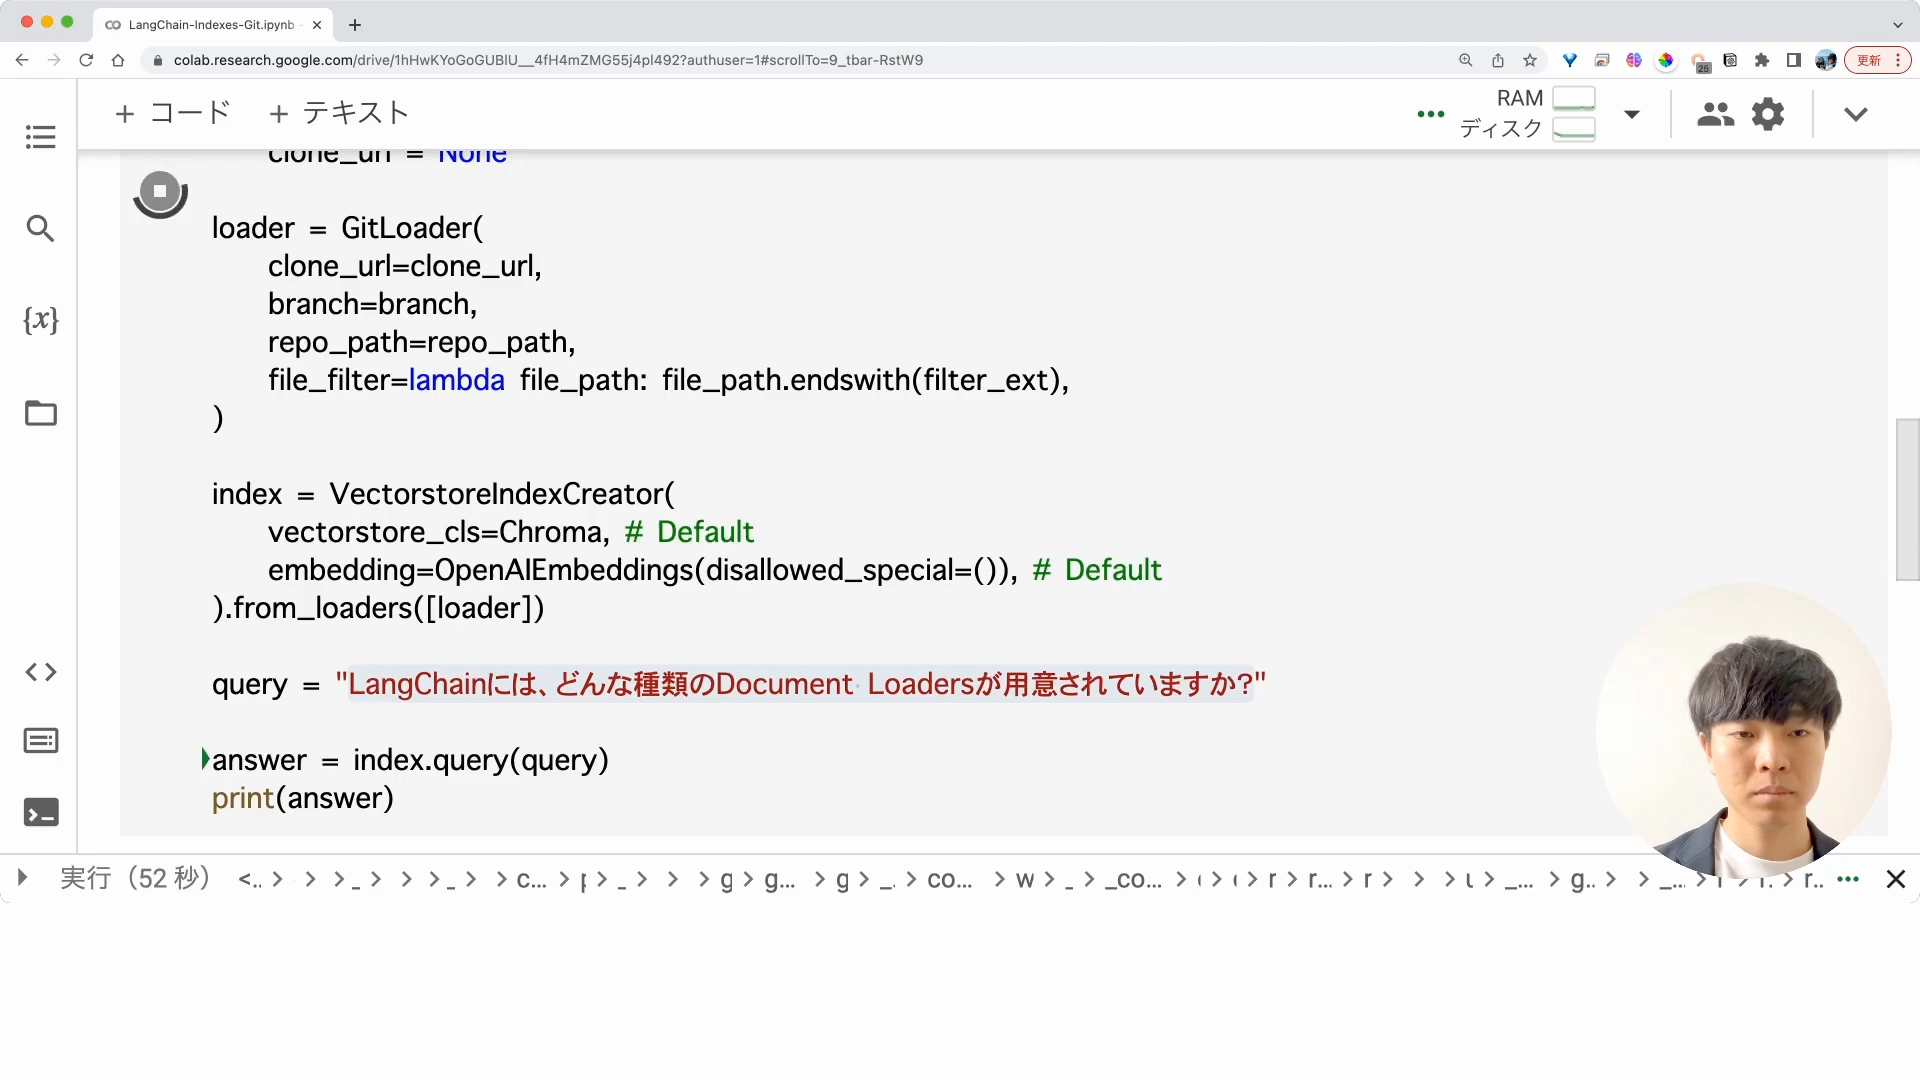 LangChain-Indexes-Git.ipynb
colab.research.google.com/drive/1hHwKYoGoGUBlU__4fH4mZMG55j4pl492?authuser=1#scrollTo=9_tbar-RstW9
26
更新
+ コード + テキスト
RAM
ディスク
clone_url = None
loader = GitLoader(
clone_url=clone_url,
branch=branch,
repo_path=repo_path,
file_filter=lambda file_path: file_path.endswith(filter_ext),
)
index = VectorstoreIndexCreator(
vectorstore_cls=Chroma, # Default
embedding=OpenAIEmbeddings(disallowed_special=()), # Default
).from_loaders([loader])
query = "LangChainには、どんな種類のDocument Loadersが用意されていますか?"
answer = index.query(query)
print(answer)
{x}
実行（52 秒）